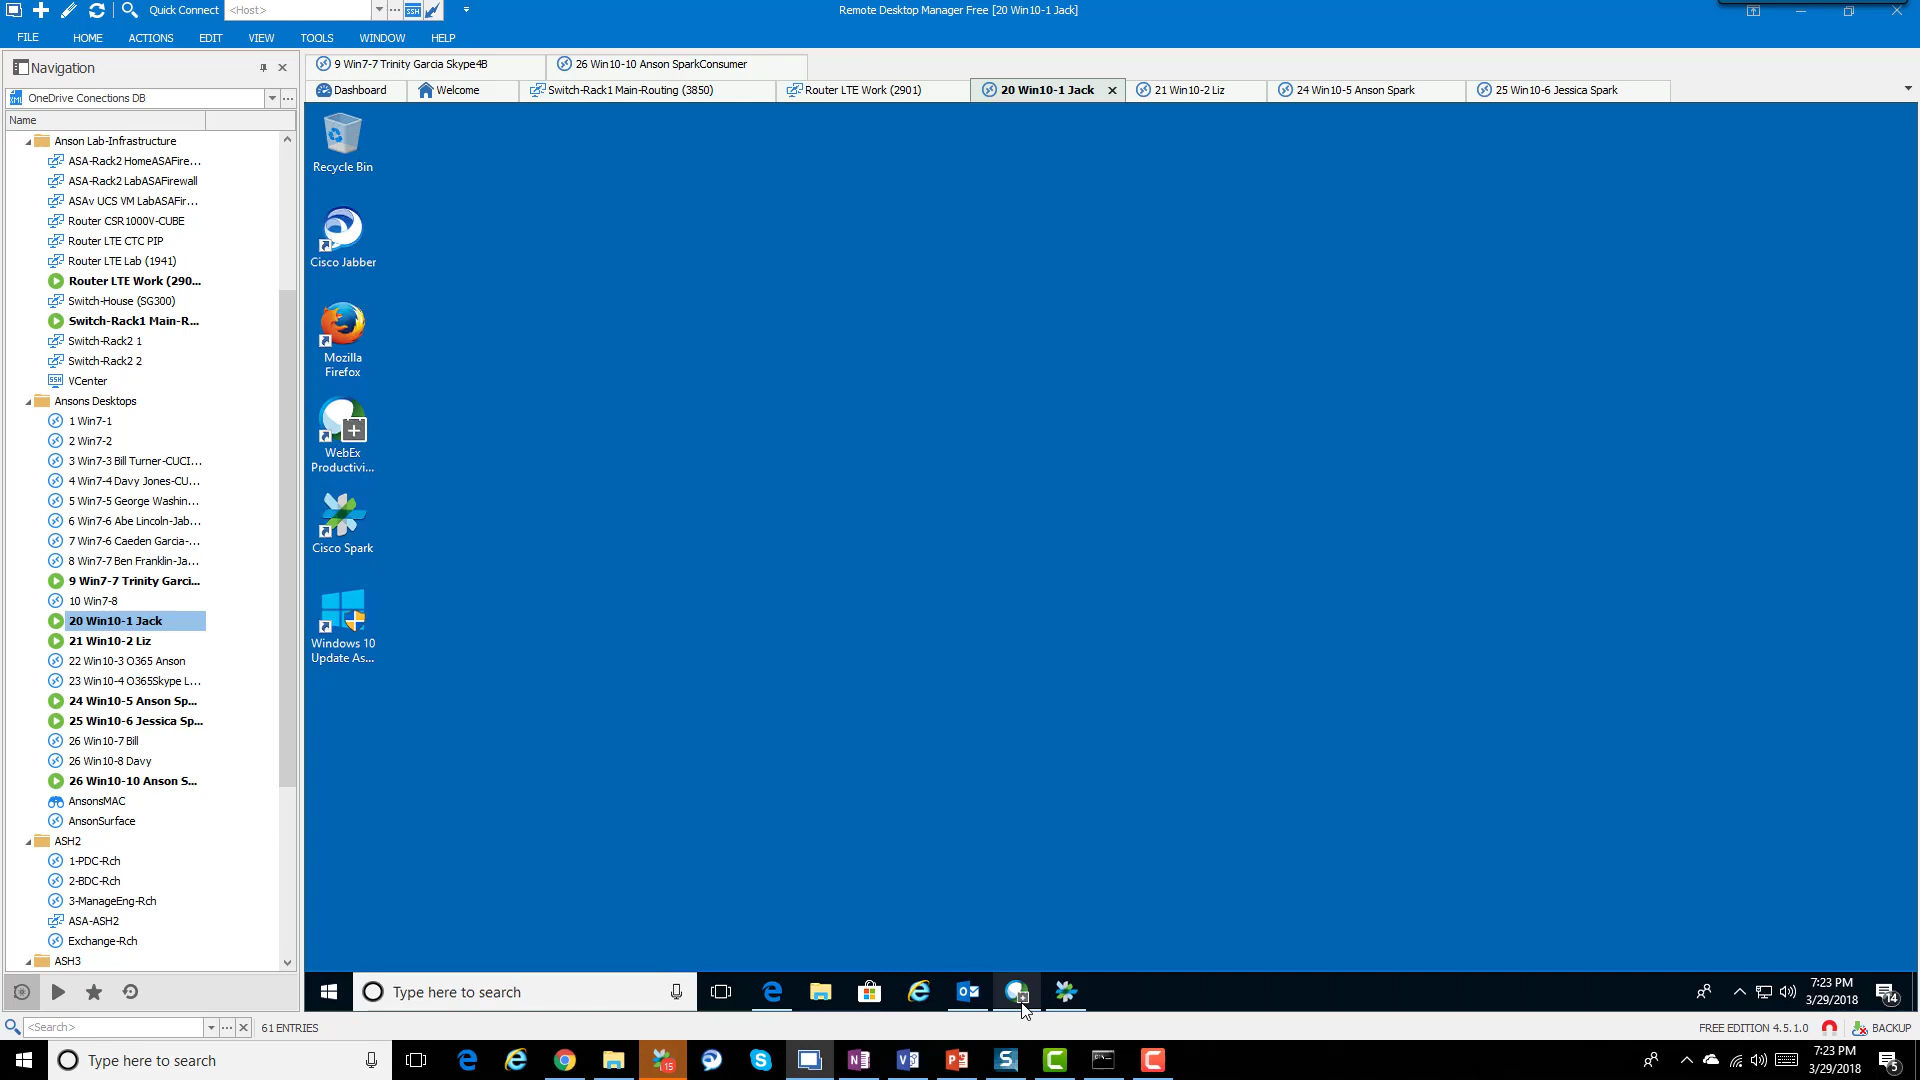 Quick Connect
<Host>
SSH
Remote Desktop Manager Free [20 Win10-1 Jack]
FILE
HOME
ACTIONS
EDIT
VIEW
TOOLS
WINDOW
HELP
Navigation
OneDrive Conections DB
Name
Anson Lab-Infrastructure
ASA-Rack2 HomeASAFire...
ASA-Rack2 LabASAFirewall
ASAv UCS VM LabASAFir...
Router CSR1000V-CUBE
Router LTE CTC PIP
Router LTE Lab (1941)
Router LTE Work (290...
Switch-House (SG300)
Switch-Rack1 Main-R...
Switch-Rack2 1
Switch-Rack2 2
VCenter
Ansons Desktops
1 Win7-1
2 Win7-2
3 Win7-3 Bill Turner-CUCI...
4 Win7-4 Davy Jones-CU...
5 Win7-5 George Washin...
6 Win7-6 Abe Lincoln-Jab...
7 Win7-6 Caeden Garcia-...
8 Win7-7 Ben Franklin-Ja...
9 Win7-7 Trinity Garci...
10 Win7-8
20 Win10-1 Jack
21 Win10-2 Liz
22 Win10-3 O365 Anson
23 Win10-4 O365Skype L...
24 Win10-5 Anson Sp...
25 Win10-6 Jessica Sp...
26 Win10-7 Bill
26 Win10-8 Davy
26 Win10-10 Anson S...
AnsonsMAC
AnsonSurface
ASH2
1-PDC-Rch
2-BDC-Rch
3-ManageEng-Rch
ASA-ASH2
Exchange-Rch
ASH3
<Search>
61 ENTRIES
9 Win7-7 Trinity Garcia Skype4B
26 Win10-10 Anson SparkConsumer
Dashboard
Welcome
Switch-Rack1 Main-Routing (3850)
Router LTE Work (2901)
20 Win10-1 Jack
21 Win10-2 Liz
24 Win10-5 Anson Spark
25 Win10-6 Jessica Spark
Recycle Bin
Cisco Jabber
Mozilla
Firefox
WebEx
Productivi...
Cisco Spark
Windows 10
Update As...
Type here to search
7:23 PM
3/29/2018
14
FREE EDITION 4.5.1.0
BACKUP
Type here to search
15
7:23 PM
3/29/2018
5